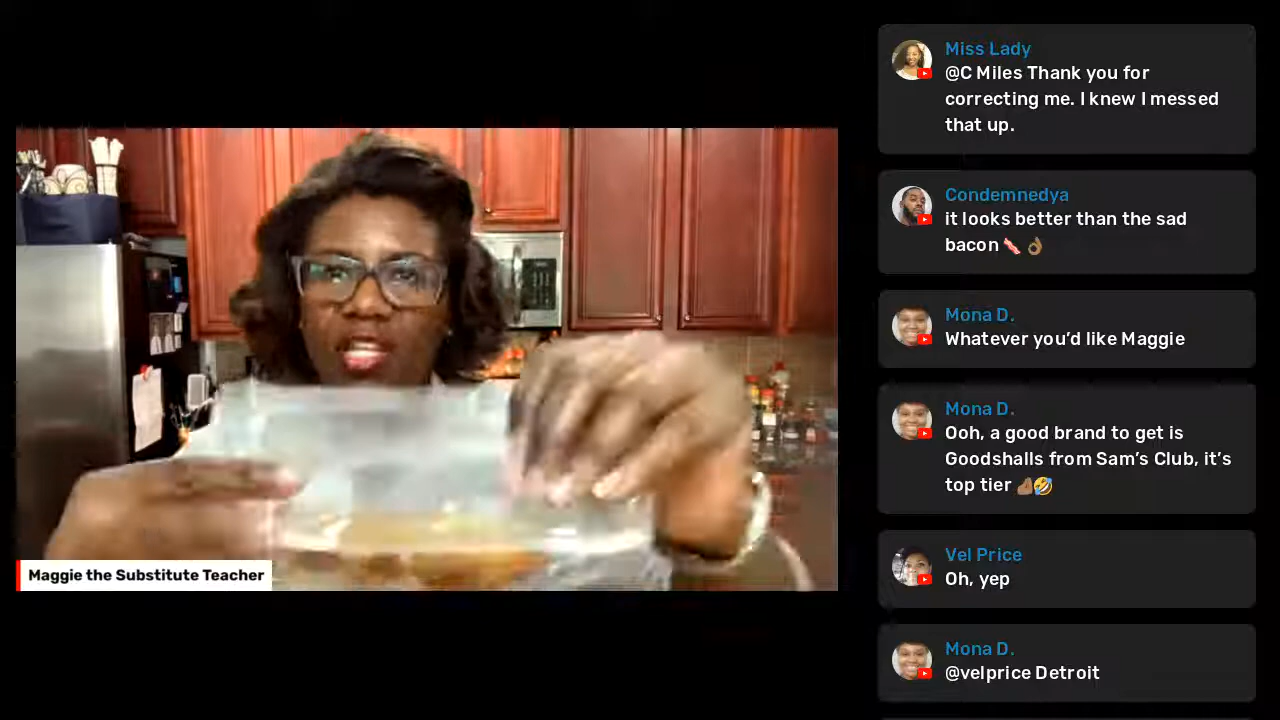 Miss Lady
@C Miles Thank you for
correcting me. I knew I messed
that up.
Condemnedya
it looks better than the sad
bacon 🥓 👌🏾
Mona D.
Whatever you’d like Maggie
Mona D.
Ooh, a good brand to get is
Goodshalls from Sam’s Club, it’s
top tier 👍🏾🤣
Vel Price
Oh, yep
Mona D.
@velprice Detroit
Maggie the Substitute Teacher